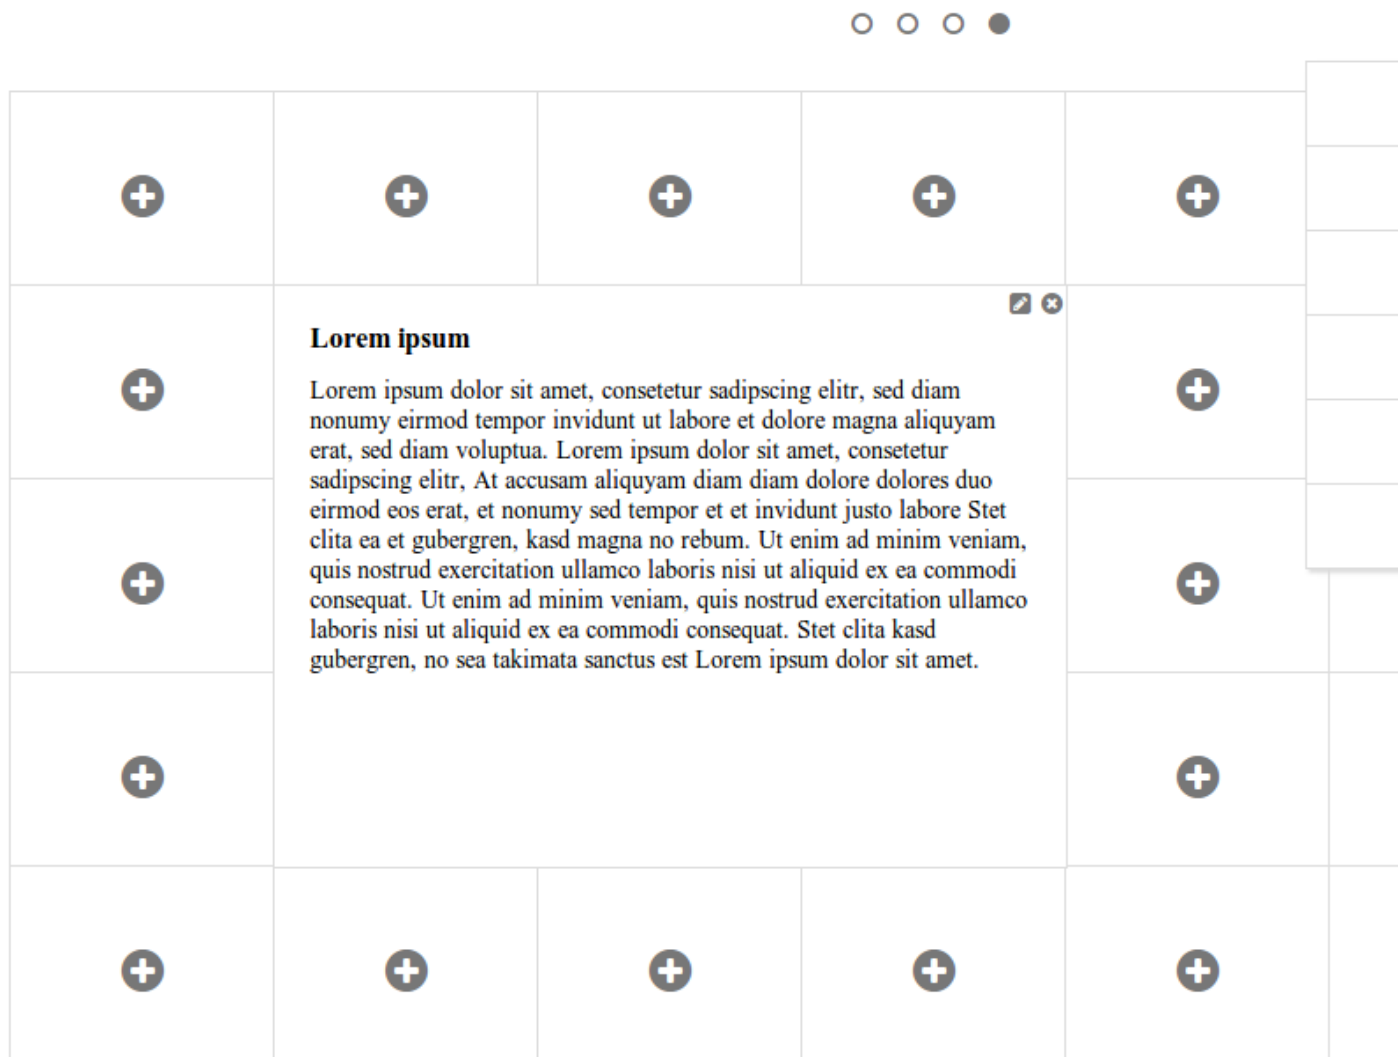 Lorem ipsum
Lorem ipsum dolor sit amet, consetetur sadipscing elitr, sed diam
nonumy eirmod tempor invidunt ut labore et dolore magna aliquyam
erat, sed diam voluptua. Lorem ipsum dolor sit amet, consetetur
sadipscing elitr, At accusam aliquyam diam diam dolore dolores duo
eirmod eos erat, et nonumy sed tempor et et invidunt justo labore Stet
clita ea et gubergren, kasd magna no rebum. Ut enim ad minim veniam,
quis nostrud exercitation ullamco laboris nisi ut aliquid ex ea commodi
consequat. Ut enim ad minim veniam, quis nostrud exercitation ullamco
laboris nisi ut aliquid ex ea commodi consequat. Stet clita kasd
gubergren, no sea takimata sanctus est Lorem ipsum dolor sit amet.